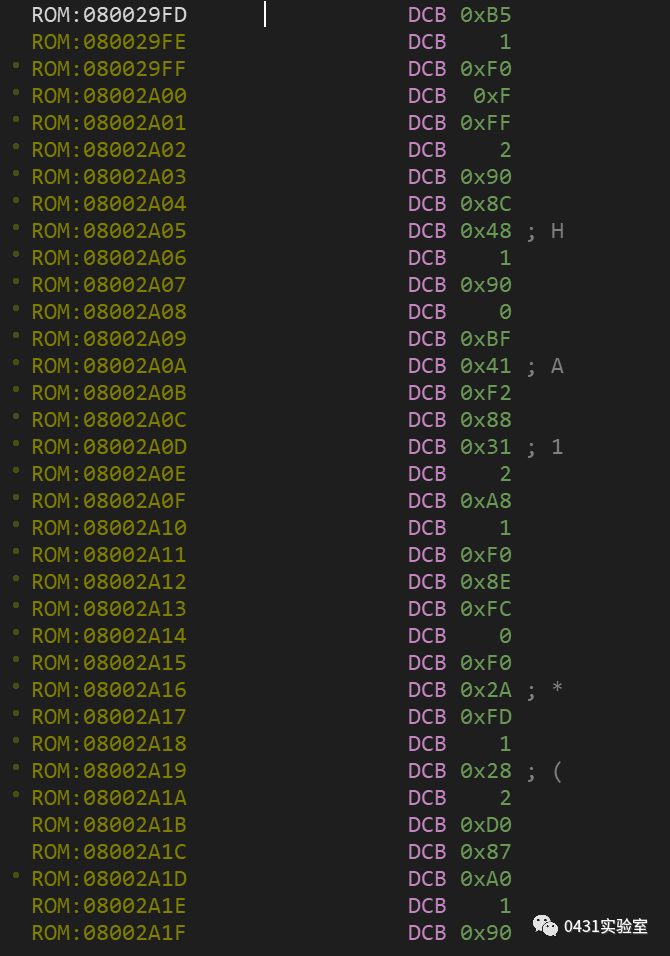 ROM:080029FD DCB 0xB5
ROM:080029FE DCB 1
ROM:080029FF DCB 0xF0
ROM:08002A00 DCB 0xF
ROM:08002A01 DCB 0xFF
ROM:08002A02 DCB 2
ROM:08002A03 DCB 0x90
ROM:08002A04 DCB 0x8C
ROM:08002A05 DCB 0x48 ; H
ROM:08002A06 DCB 1
ROM:08002A07 DCB 0x90
ROM:08002A08 DCB 0
ROM:08002A09 DCB 0xBF
ROM:08002A0A DCB 0x41 ; A
ROM:08002A0B DCB 0xF2
ROM:08002A0C DCB 0x88
ROM:08002A0D DCB 0x31 ; 1
ROM:08002A0E DCB 2
ROM:08002A0F DCB 0xA8
ROM:08002A10 DCB 1
ROM:08002A11 DCB 0xF0
ROM:08002A12 DCB 0x8E
ROM:08002A13 DCB 0xFC
ROM:08002A14 DCB 0
ROM:08002A15 DCB 0xF0
ROM:08002A16 DCB 0x2A ; *
ROM:08002A17 DCB 0xFD
ROM:08002A18 DCB 1
ROM:08002A19 DCB 0x28 ; (
ROM:08002A1A DCB 2
ROM:08002A1B DCB 0xD0
ROM:08002A1C DCB 0x87
ROM:08002A1D DCB 0xA0
ROM:08002A1E DCB 1
ROM:08002A1F DCB 0x90
0431实验室